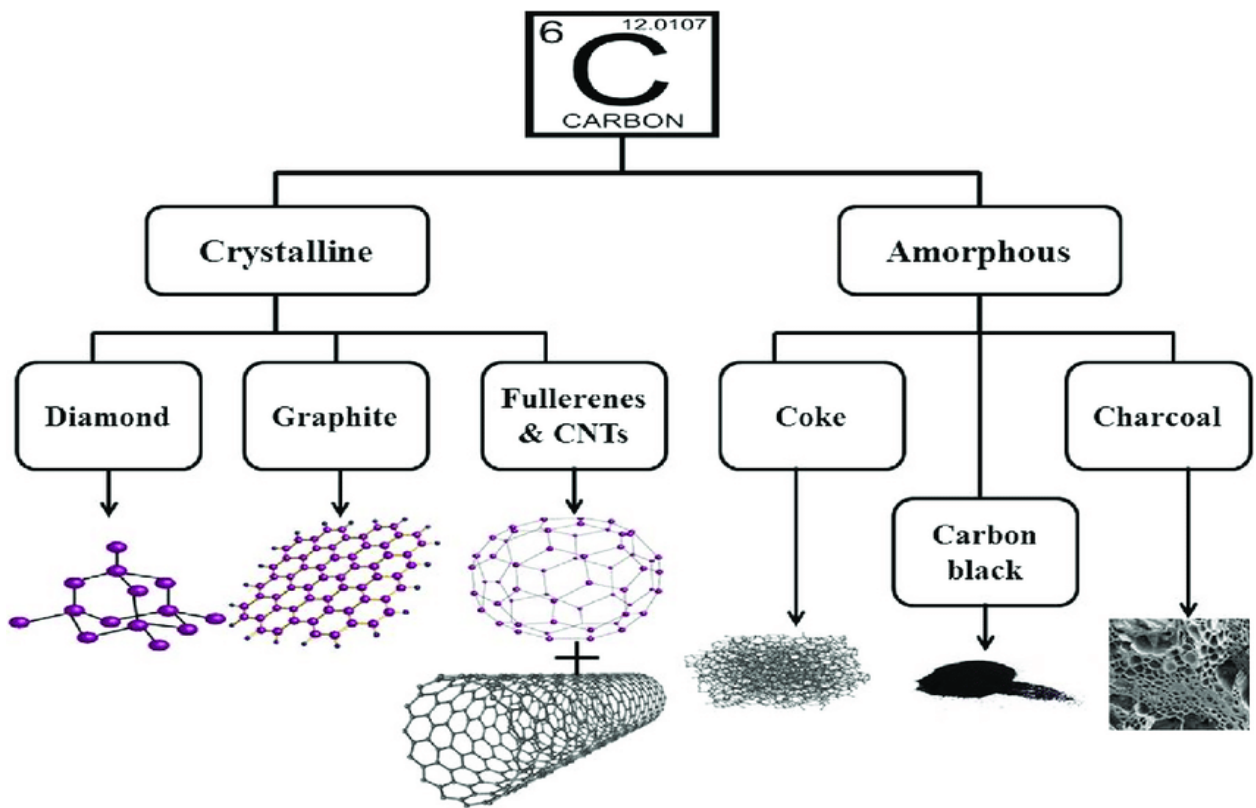 6
12.0107
C
CARBON
Crystalline
Amorphous
Diamond
Graphite
Fullerenes
& CNTs
Coke
Charcoal
Carbon
black